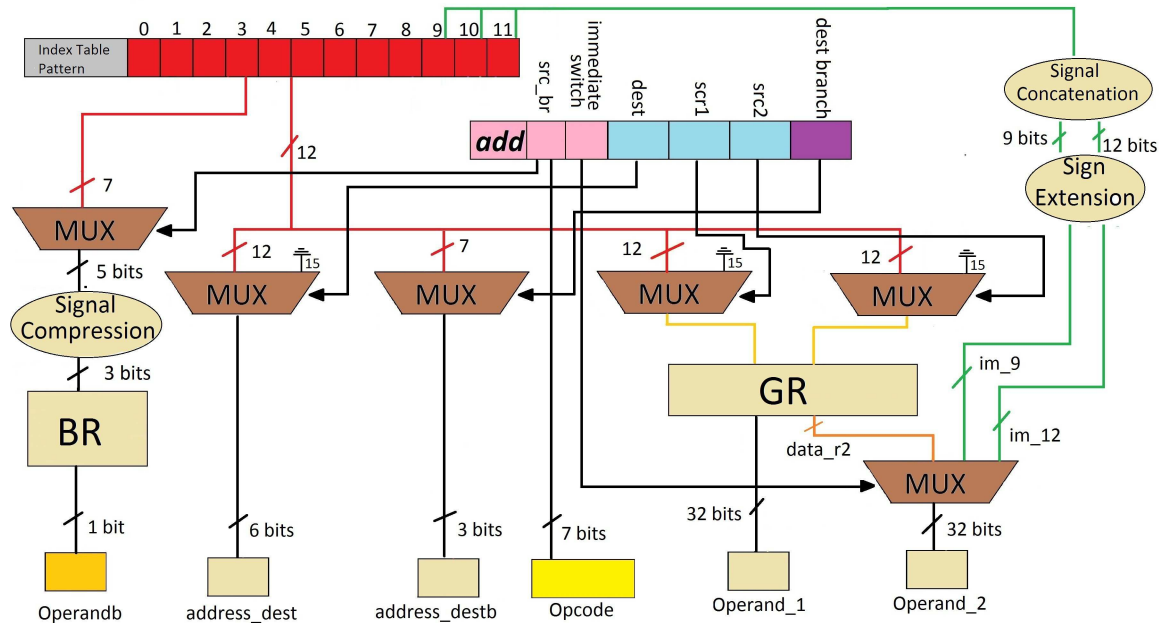 0 1 2 3 4 5 6 7 8 9 10 11
Index Table
Pattern
src_br
immediate
switch
dest
scr1
src2
dest branch
add
Signal
Concatenation
9 bits
12 bits
Sign
Extension
12
7
MUX
5 bits
Signal
Compression
3 bits
BR
1 bit
Operandb
12
15
MUX
6 bits
address_dest
7
MUX
3 bits
address_destb
7 bits
Opcode
12
15
MUX
12
15
MUX
GR
data_r2
im_9
im_12
MUX
32 bits
Operand_1
32 bits
Operand_2